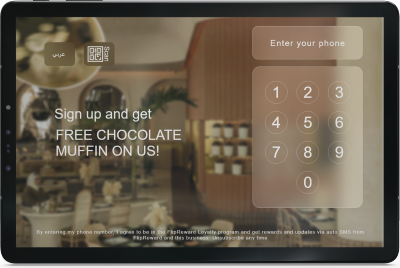 عربي
Scan
Sign up and get
FREE CHOCOLATE
MUFFIN ON US!
Enter your phone
1 2 3
4 5 6
7 8 9
0
By entering my phone number, I agree to be in the FlipReward Loyalty program and get rewards and updates via auto SMS from
FlipReward and this business. Unsubscribe any time